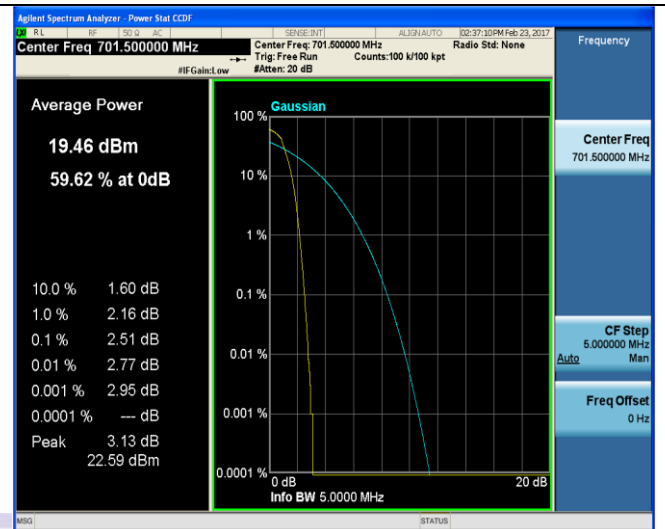 Agilent Spectrum Analyzer - Power Stat CCDF
LXI RL RF 50 Ω AC SENSE:INT ALIGNAUTO 02:37:10PM Feb 23, 2017
Center Freq 701.500000 MHz
Center Freq: 701.500000 MHz Radio Std: None
Trig: Free Run Counts:100 k/100 kpt
#IFGain:Low #Atten: 20 dB
Frequency
Average Power
19.46 dBm
59.62 % at 0dB
10.0 % 1.60 dB
1.0 % 2.16 dB
0.1 % 2.51 dB
0.01 % 2.77 dB
0.001 % 2.95 dB
0.0001 % --- dB
Peak 3.13 dB
22.59 dBm
Gaussian
100 %
10 %
1 %
0.1 %
0.01 %
0.001 %
0.0001 %
0 dB 20 dB
Info BW 5.0000 MHz
Center Freq
701.500000 MHz
CF Step
5.000000 MHz
Auto Man
Freq Offset
0 Hz
MSG STATUS